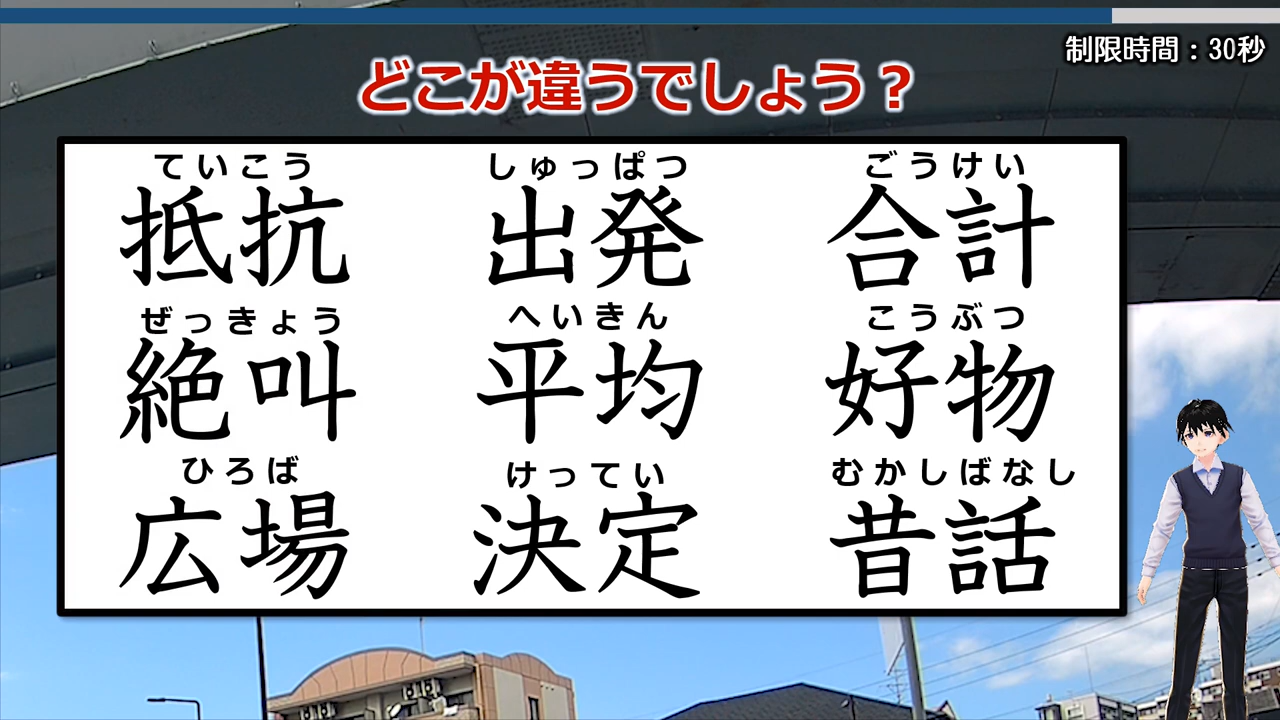 制限時間：30秒
どこが違うでしょう？
ていこう しゅっぱつ ごうけい
抵抗 出発 合計
ぜっきょう へいきん こうぶつ
絶叫 平均 好物
ひろば けってい むかしばなし
広場 決定 昔話